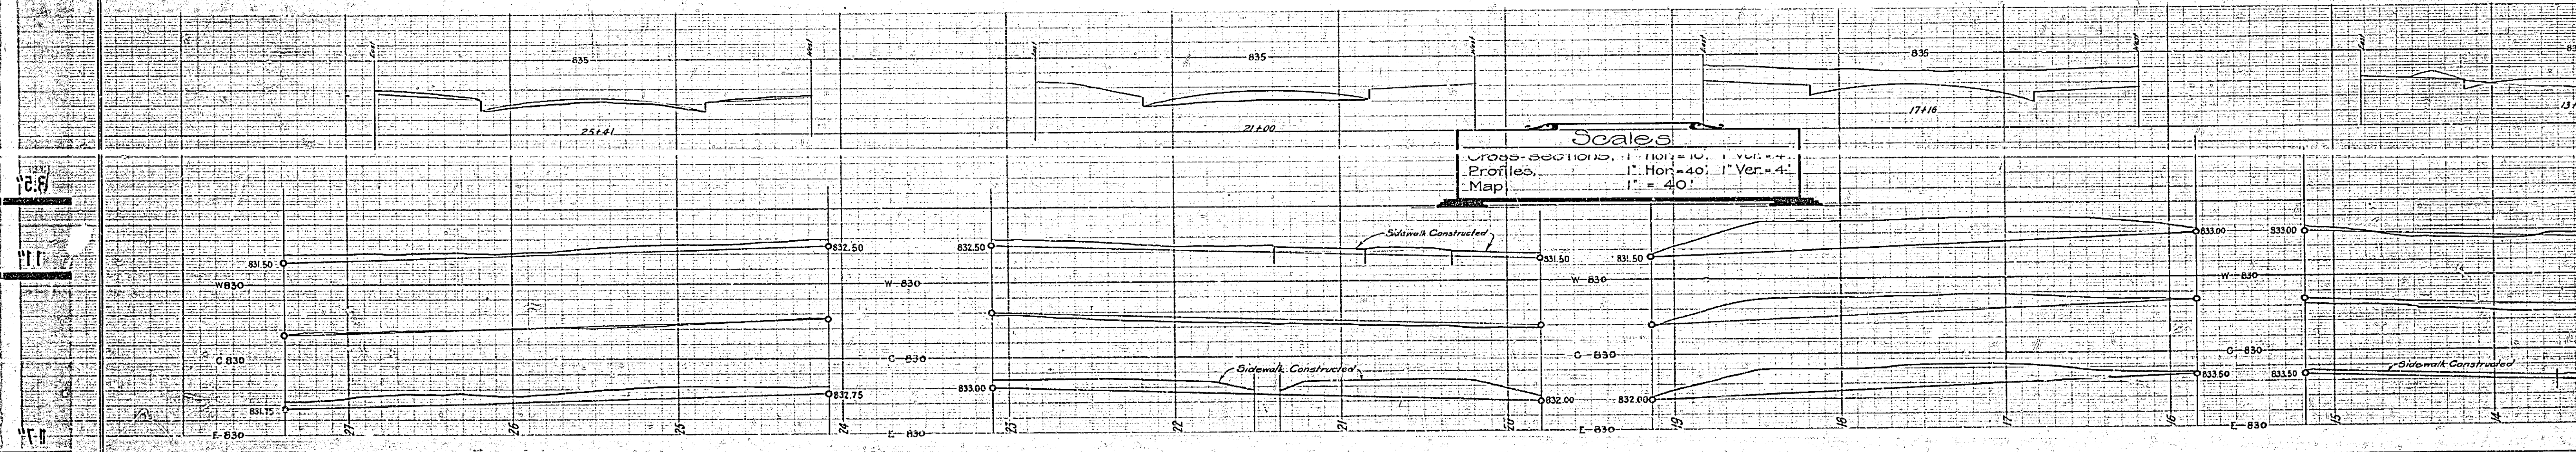 East
West
835
25+41
East
West
835
21+00
East
West
835
17+16
East
Scales
Cross-sections, 1" Hor.=10', 1" Ver.=4'
Profiles, 1" Hor.=40' 1" Ver.=4'
Map 1" = 40'
8.5"
11"
831.50
832.50
832.50
Sidewalk Constructed
831.50
831.50
833.00
833.00
W-830
W-830
W-830
W-830
C-830
C-830
C-830
C-830
831.75
832.75
833.00
Sidewalk Constructed
832.00
832.00
833.50
833.50
Sidewalk Constructed
E-830
E-830
E-830
E-830
27
26
25
24
23
22
21
20
19
18
17
16
15
14